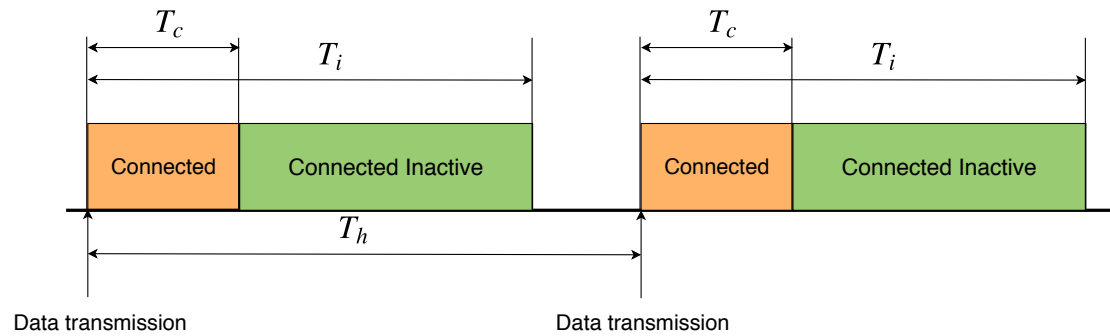 T_c T_c
T_i T_i
Connected Connected Inactive Connected Connected Inactive
T_h
Data transmission Data transmission